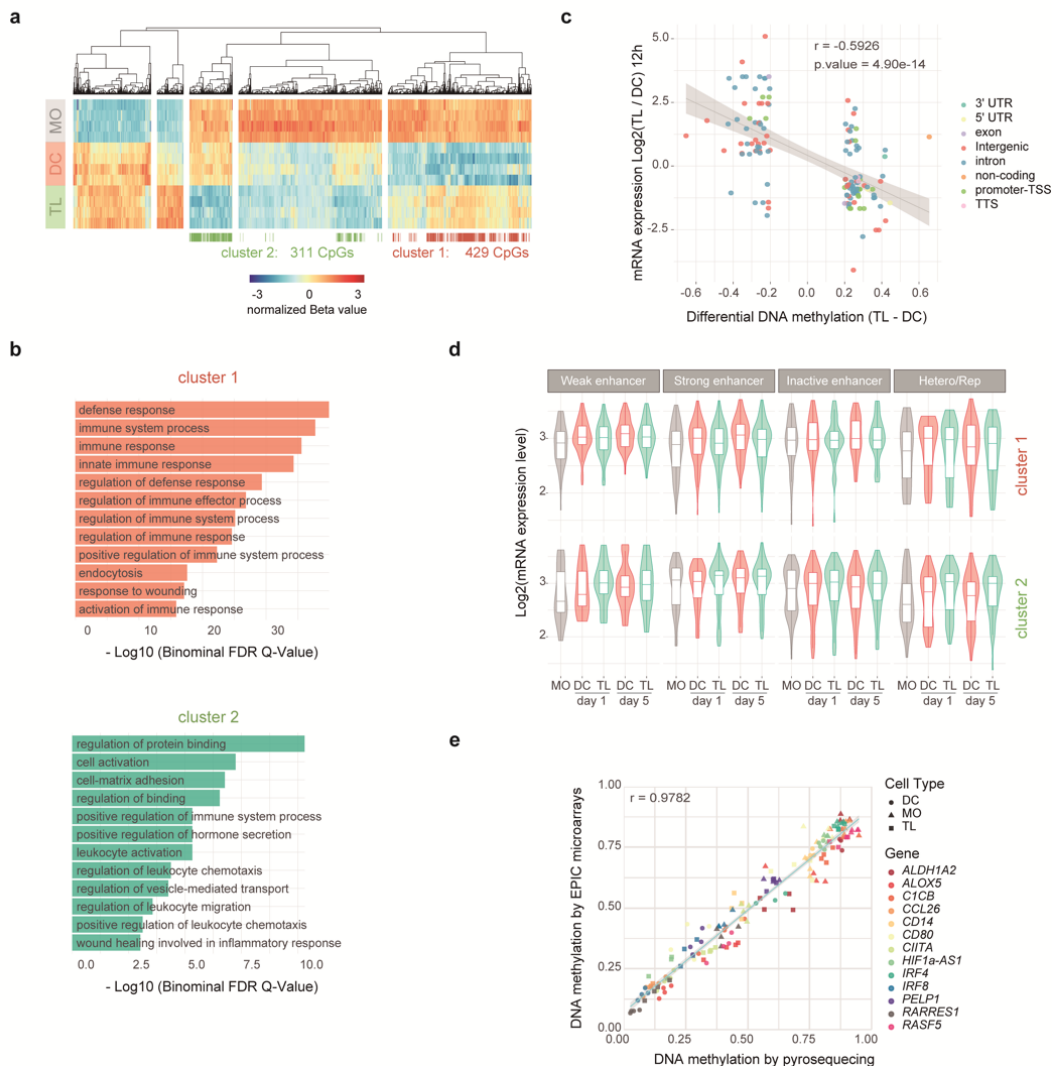 a
MO
DC
TL
cluster 2: 311 CpGs
cluster 1: 429 CpGs
-3 0 3
normalized Beta value
b
cluster 1
defense response
immune system process
immune response
innate immune response
regulation of defense response
regulation of immune effector process
regulation of immune system process
regulation of immune response
positive regulation of immune system process
endocytosis
response to wounding
activation of immune response
0 10 20 30
- Log10 (Binominal FDR Q-Value)
cluster 2
regulation of protein binding
cell activation
cell-matrix adhesion
regulation of binding
positive regulation of immune system process
positive regulation of hormone secretion
leukocyte activation
regulation of leukocyte chemotaxis
regulation of vesicle-mediated transport
regulation of leukocyte migration
positive regulation of leukocyte chemotaxis
wound healing involved in inflammatory response
0.0 2.5 5.0 7.5 10.0
- Log10 (Binominal FDR Q-Value)
c
mRNA expression Log2(TL / DC) 12h
5.0
2.5
0.0
-2.5
r = -0.5926
p.value = 4.90e-14
-0.6 -0.4 -0.2 0.0 0.2 0.4 0.6
Differential DNA methylation (TL - DC)
3' UTR
5' UTR
exon
Intergenic
intron
non-coding
promoter-TSS
TTS
d
Weak enhancer Strong enhancer Inactive enhancer Hetero/Rep
Log2(mRNA expression level)
3
2
cluster 1
3
2
cluster 2
MO DC TL DC TL MO DC TL DC TL MO DC TL DC TL MO DC TL DC TL
day 1 day 5 day 1 day 5 day 1 day 5 day 1 day 5
e
DNA methylation by EPIC microarrays
1.00
0.75
0.50
0.25
0.00
r = 0.9782
0.00 0.25 0.50 0.75 1.00
DNA methylation by pyrosequecing
Cell Type
DC
MO
TL
Gene
ALDH1A2
ALOX5
C1CB
CCL26
CD14
CD80
CIITA
HIF1a-AS1
IRF4
IRF8
PELP1
RARRES1
RASF5